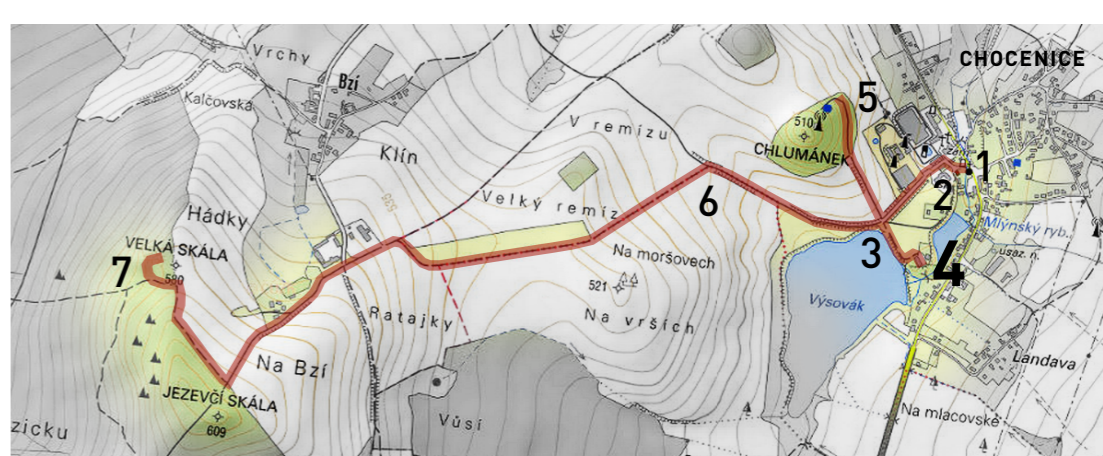 CHOCENICE
Vrchy
Bzí
Kalčovská
510
5
V remízu
CHLUMÁNEK
Klín
1
2
Velký remíz
6
Hádky
Mlýnský ryb.
VELKÁ SKÁLA
Na moršovech
3
4
usaz. n.
7
580
521
Výsovák
Ratajky
Na vrších
Landava
Na Bzí
JEZEVČÍ SKÁLA
Na mlacovské
609
Vůsí
zicku